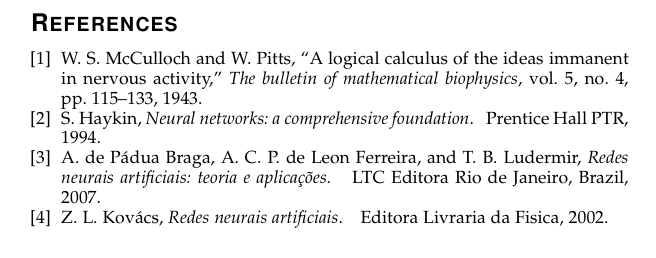 REFERENCES
[1] W. S. McCulloch and W. Pitts, “A logical calculus of the ideas immanent
in nervous activity,” The bulletin of mathematical biophysics, vol. 5, no. 4,
pp. 115–133, 1943.
[2] S. Haykin, Neural networks: a comprehensive foundation. Prentice Hall PTR,
1994.
[3] A. de Pádua Braga, A. C. P. de Leon Ferreira, and T. B. Ludermir, Redes
neurais artificiais: teoria e aplicações. LTC Editora Rio de Janeiro, Brazil,
2007.
[4] Z. L. Kovács, Redes neurais artificiais. Editora Livraria da Fisica, 2002.